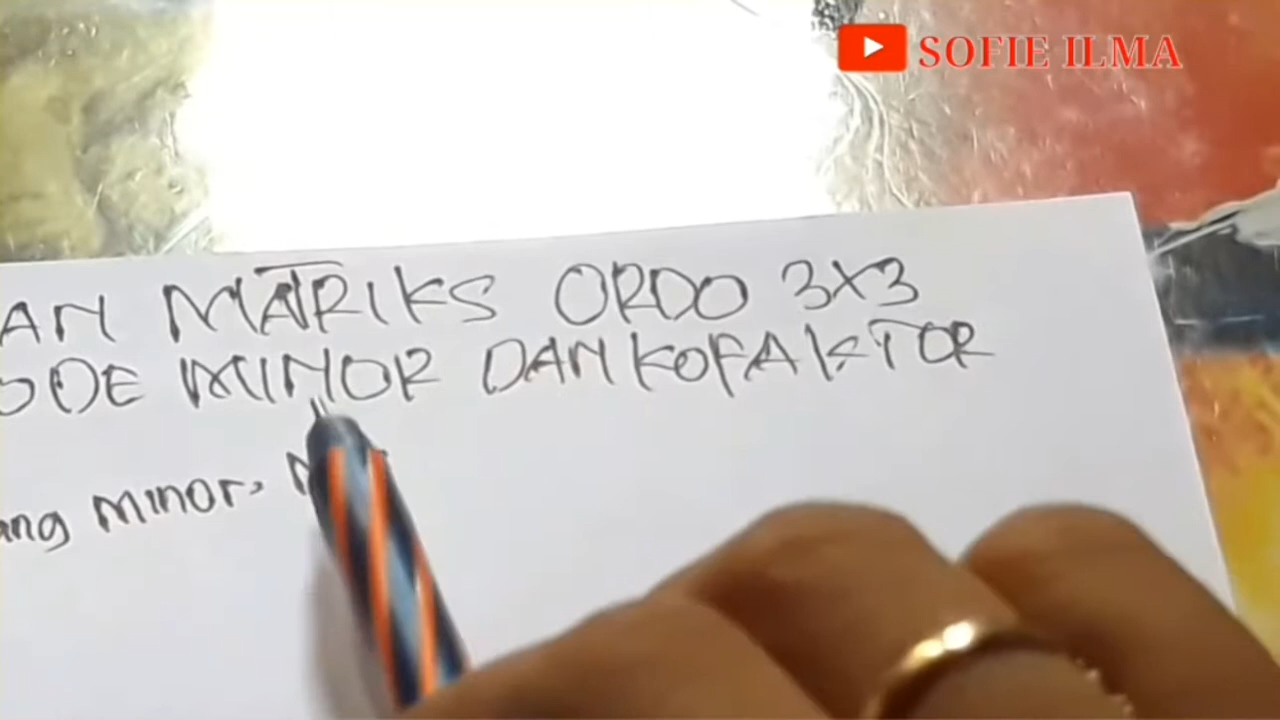 SOFIE ILMA
AN MATRIKS ORDO 3X3
ODE MINOR DAN KOFAKTOR
ang minor,